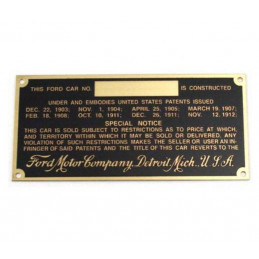 THIS FORD CAR NO. IS CONSTRUCTED
UNDER AND EMBODIES UNITED STATES PATENTS ISSUED
DEC. 22, 1903; NOV. 1, 1904; APRIL 25, 1905; MARCH 19, 1907;
FEB. 18, 1908; OCT. 10, 1911; DEC. 26, 1911; NOV. 12, 1912.
SPECIAL NOTICE
THIS CAR IS SOLD SUBJECT TO RESTRICTIONS AS TO PRICE AT WHICH,
AND TERRITORY WITHIN WHICH IT MAY BE SOLD OR DELIVERED. ANY
VIOLATION OF SUCH RESTRICTIONS MAKES THE SELLER OR USER AN IN-
FRINGER OF SAID PATENTS AND THE TITLE OF THIS CAR REVERTS TO THE
Ford Motor Company, Detroit Mich. U.S.A.